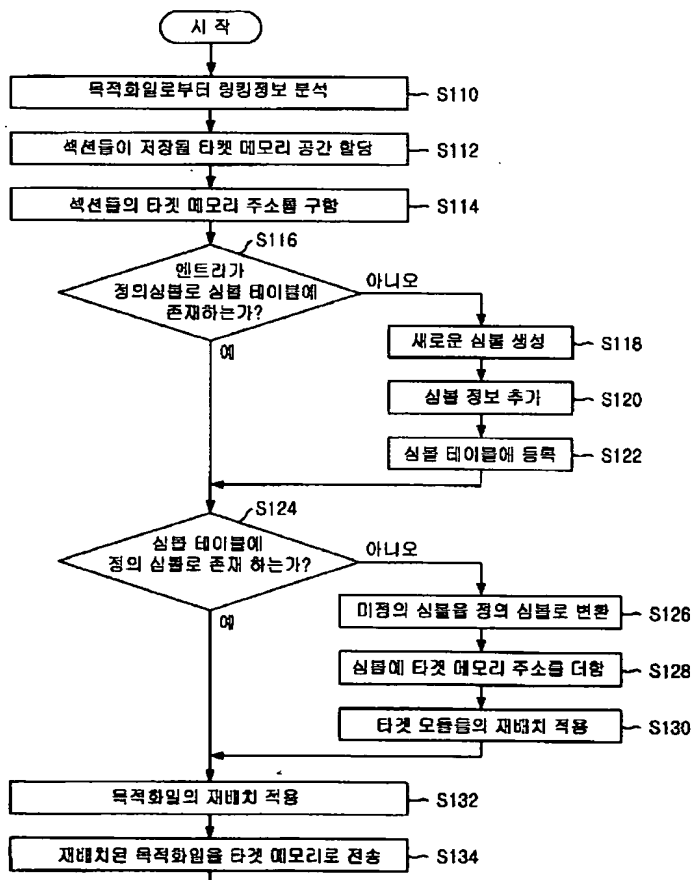 시 작
목적화일로부터 링킹정보 분석
S110
섹션들이 저장될 타켓 메모리 공간 할당
S112
섹션들의 타겟 메모리 주소를 구함
S114
S116
엔트라가
정의심볼로 심볼 테이블에
존재하는가?
아니오
예
새로운 심볼 생성
S118
심볼 정보 추가
S120
심볼 테이블에 등록
S122
S124
심볼 테이블에
정의 심볼로 존재 하는가?
아니오
예
미정의 심볼을 정의 심볼로 변환
S126
심볼에 타겟 메모리 주소를 더함
S128
타겟 모듈들의 재배치 적용
S130
목적화일의 재배치 적용
S132
재배치된 목적화일을 타겟 메모리로 전송
S134